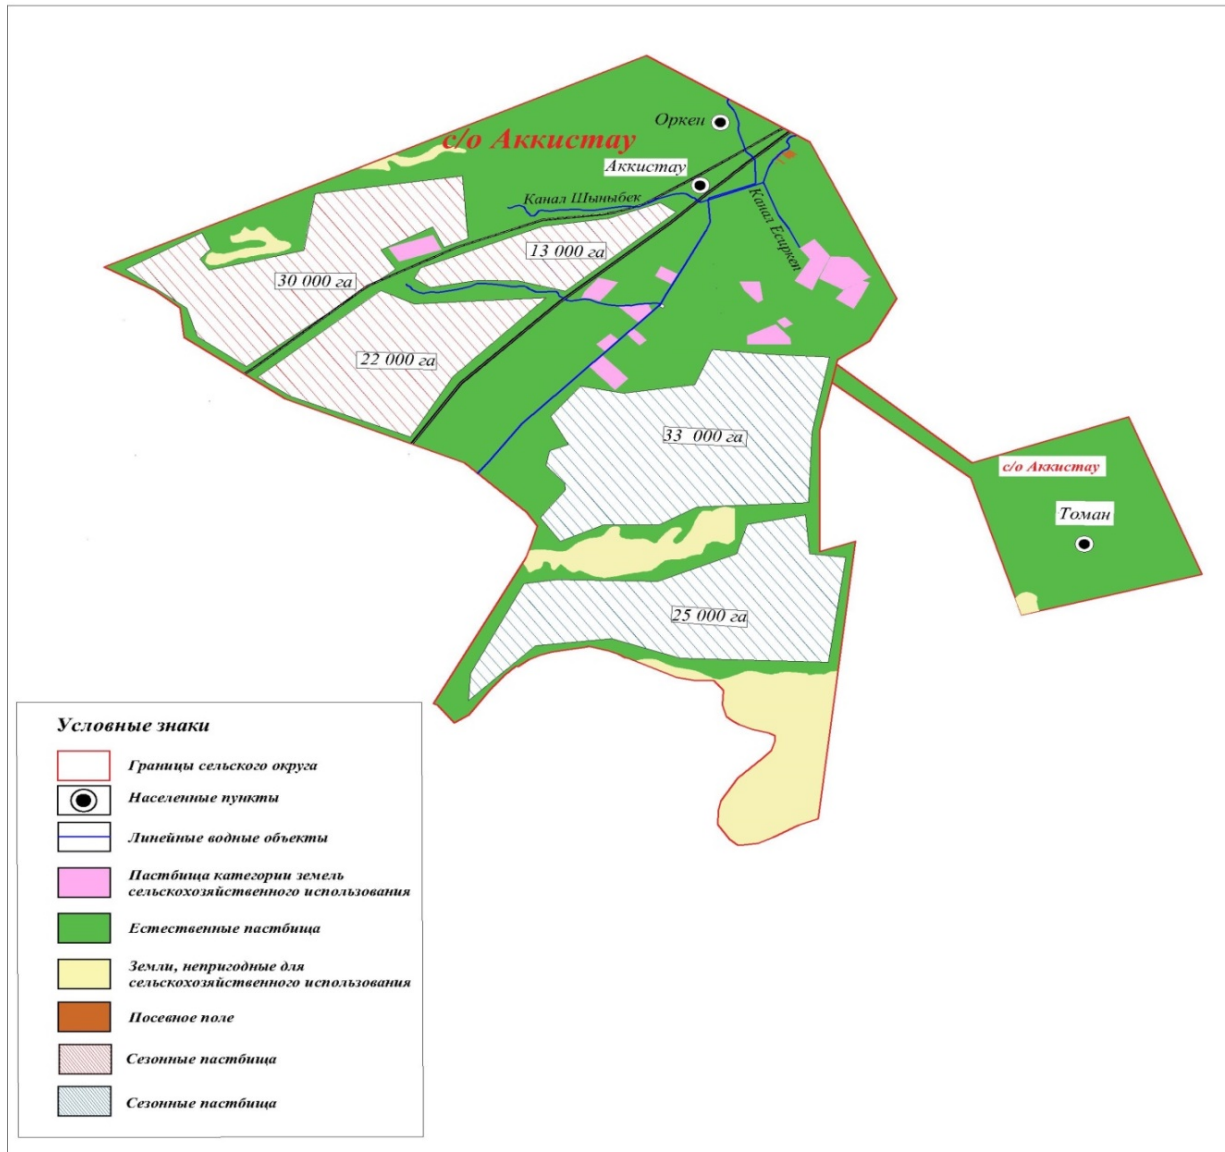 Оркен
с/о Аккистау
Аккистау
Канал Шыныбек
Канал Есиркеп
13 000 га
30 000 га
22 000 га
33 000 га
с/о Аккистау
Томан
25 000 га
Условные знаки
Границы сельского округа
Населенные пункты
Линейные водные объекты
Пастбища категории земель
сельскохозяйственного использования
Естественные пастбища
Земли, непригодные для
сельскохозяйственного использования
Посевное поле
Сезонные пастбища
Сезонные пастбища